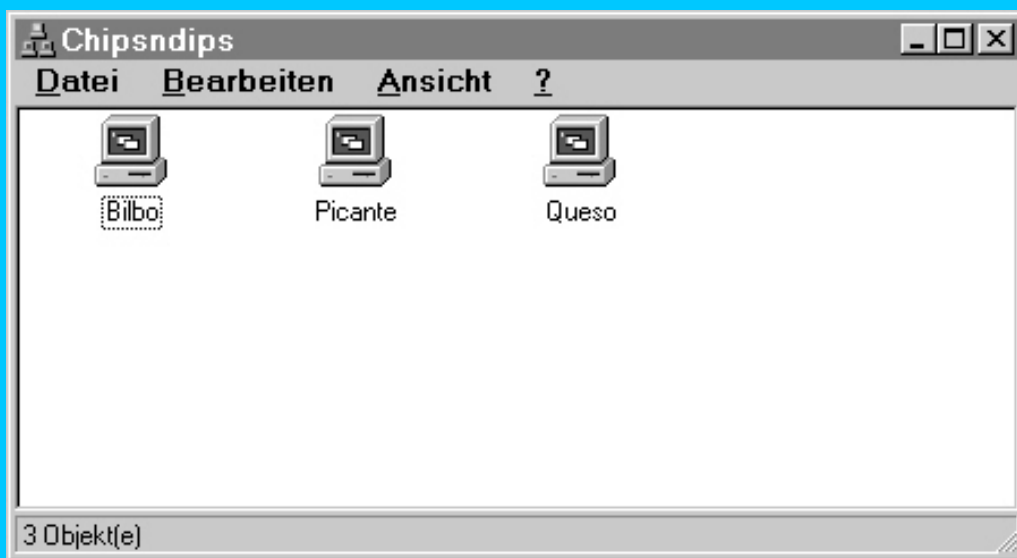 Chipsndips
Datei Bearbeiten Ansicht ?
Bilbo Picante Queso
3 Objekt(e)